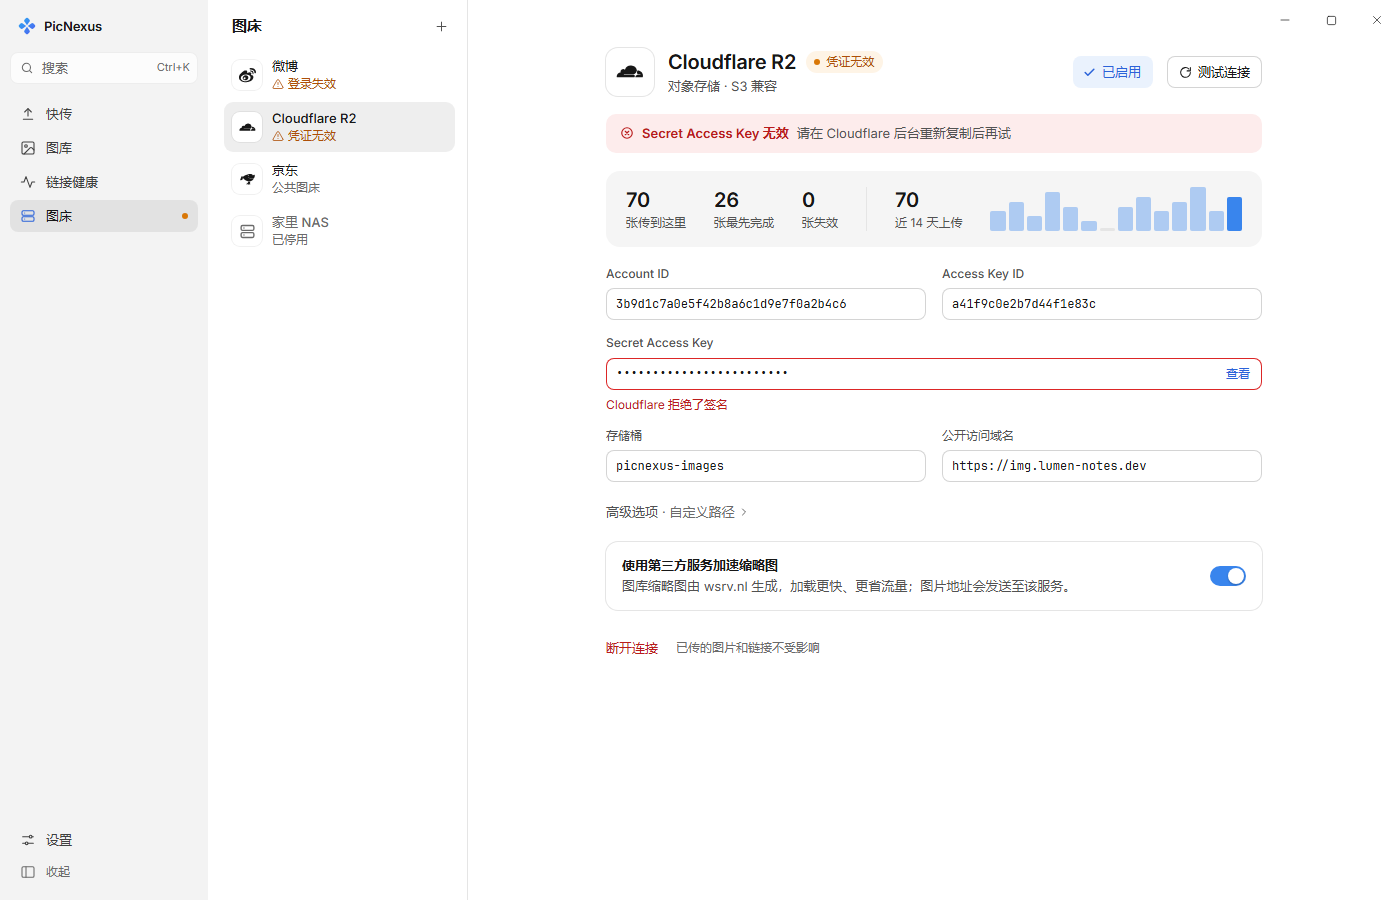 PicNexus
搜索 Ctrl+K
快传
图库
链接健康
图床
设置
收起
图床
微博
登录失效
Cloudflare R2
凭证无效
京东
公共图床
家里 NAS
已停用
Cloudflare R2 凭证无效
对象存储 · S3 兼容
已启用 测试连接
Secret Access Key 无效 请在 Cloudflare 后台重新复制后再试
70 26 0 70
张传到这里 张最先完成 张失效 近 14 天上传
Account ID Access Key ID
3b9d1c7a0e5f42b8a6c1d9e7f0a2b4c6 a41f9c0e2b7d44f1e83c
Secret Access Key
•••••••••••••••••••••••• 查看
Cloudflare 拒绝了签名
存储桶 公开访问域名
picnexus-images https://img.lumen-notes.dev
高级选项 · 自定义路径
使用第三方服务加速缩略图
图库缩略图由 wsrv.nl 生成，加载更快、更省流量；图片地址会发送至该服务。
断开连接 已传的图片和链接不受影响